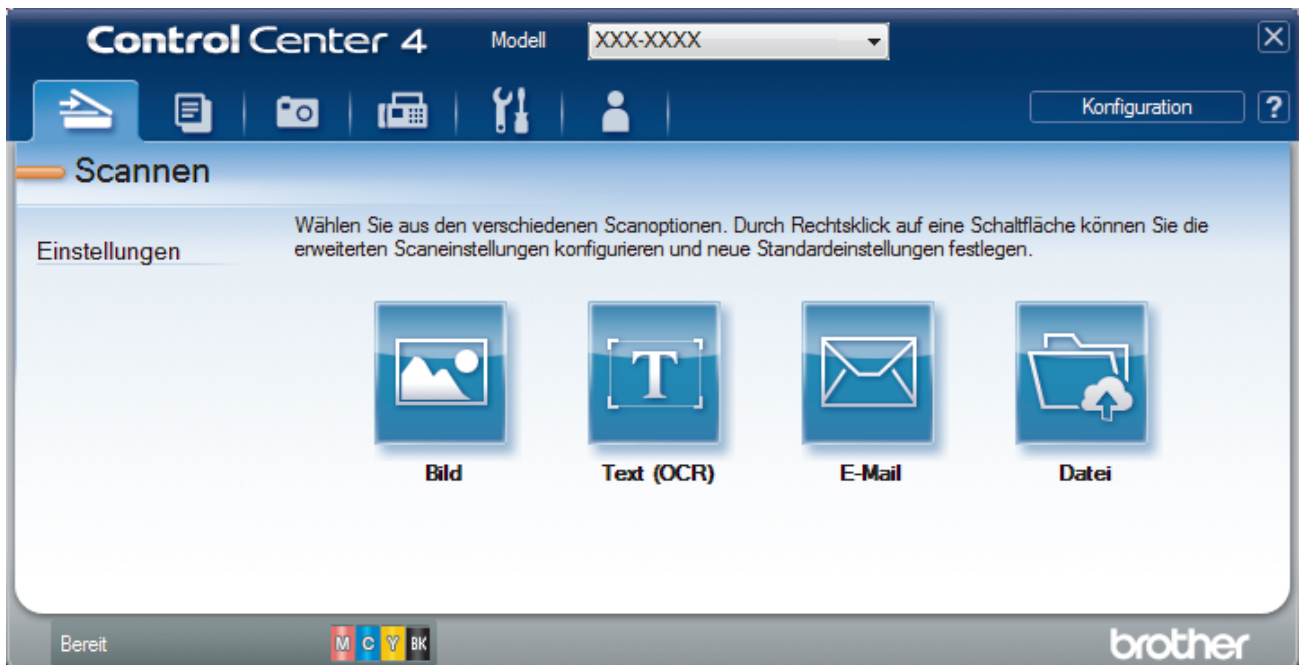 ControlCenter 4
Modell
XXX-XXXX
Konfiguration
?
Scannen
Einstellungen
Wählen Sie aus den verschiedenen Scanoptionen. Durch Rechtsklick auf eine Schaltfläche können Sie die
erweiterten Scaneinstellungen konfigurieren und neue Standardeinstellungen festlegen.
T
Bild
Text (OCR)
E-Mail
Datei
Bereit
M C Y BK
brother